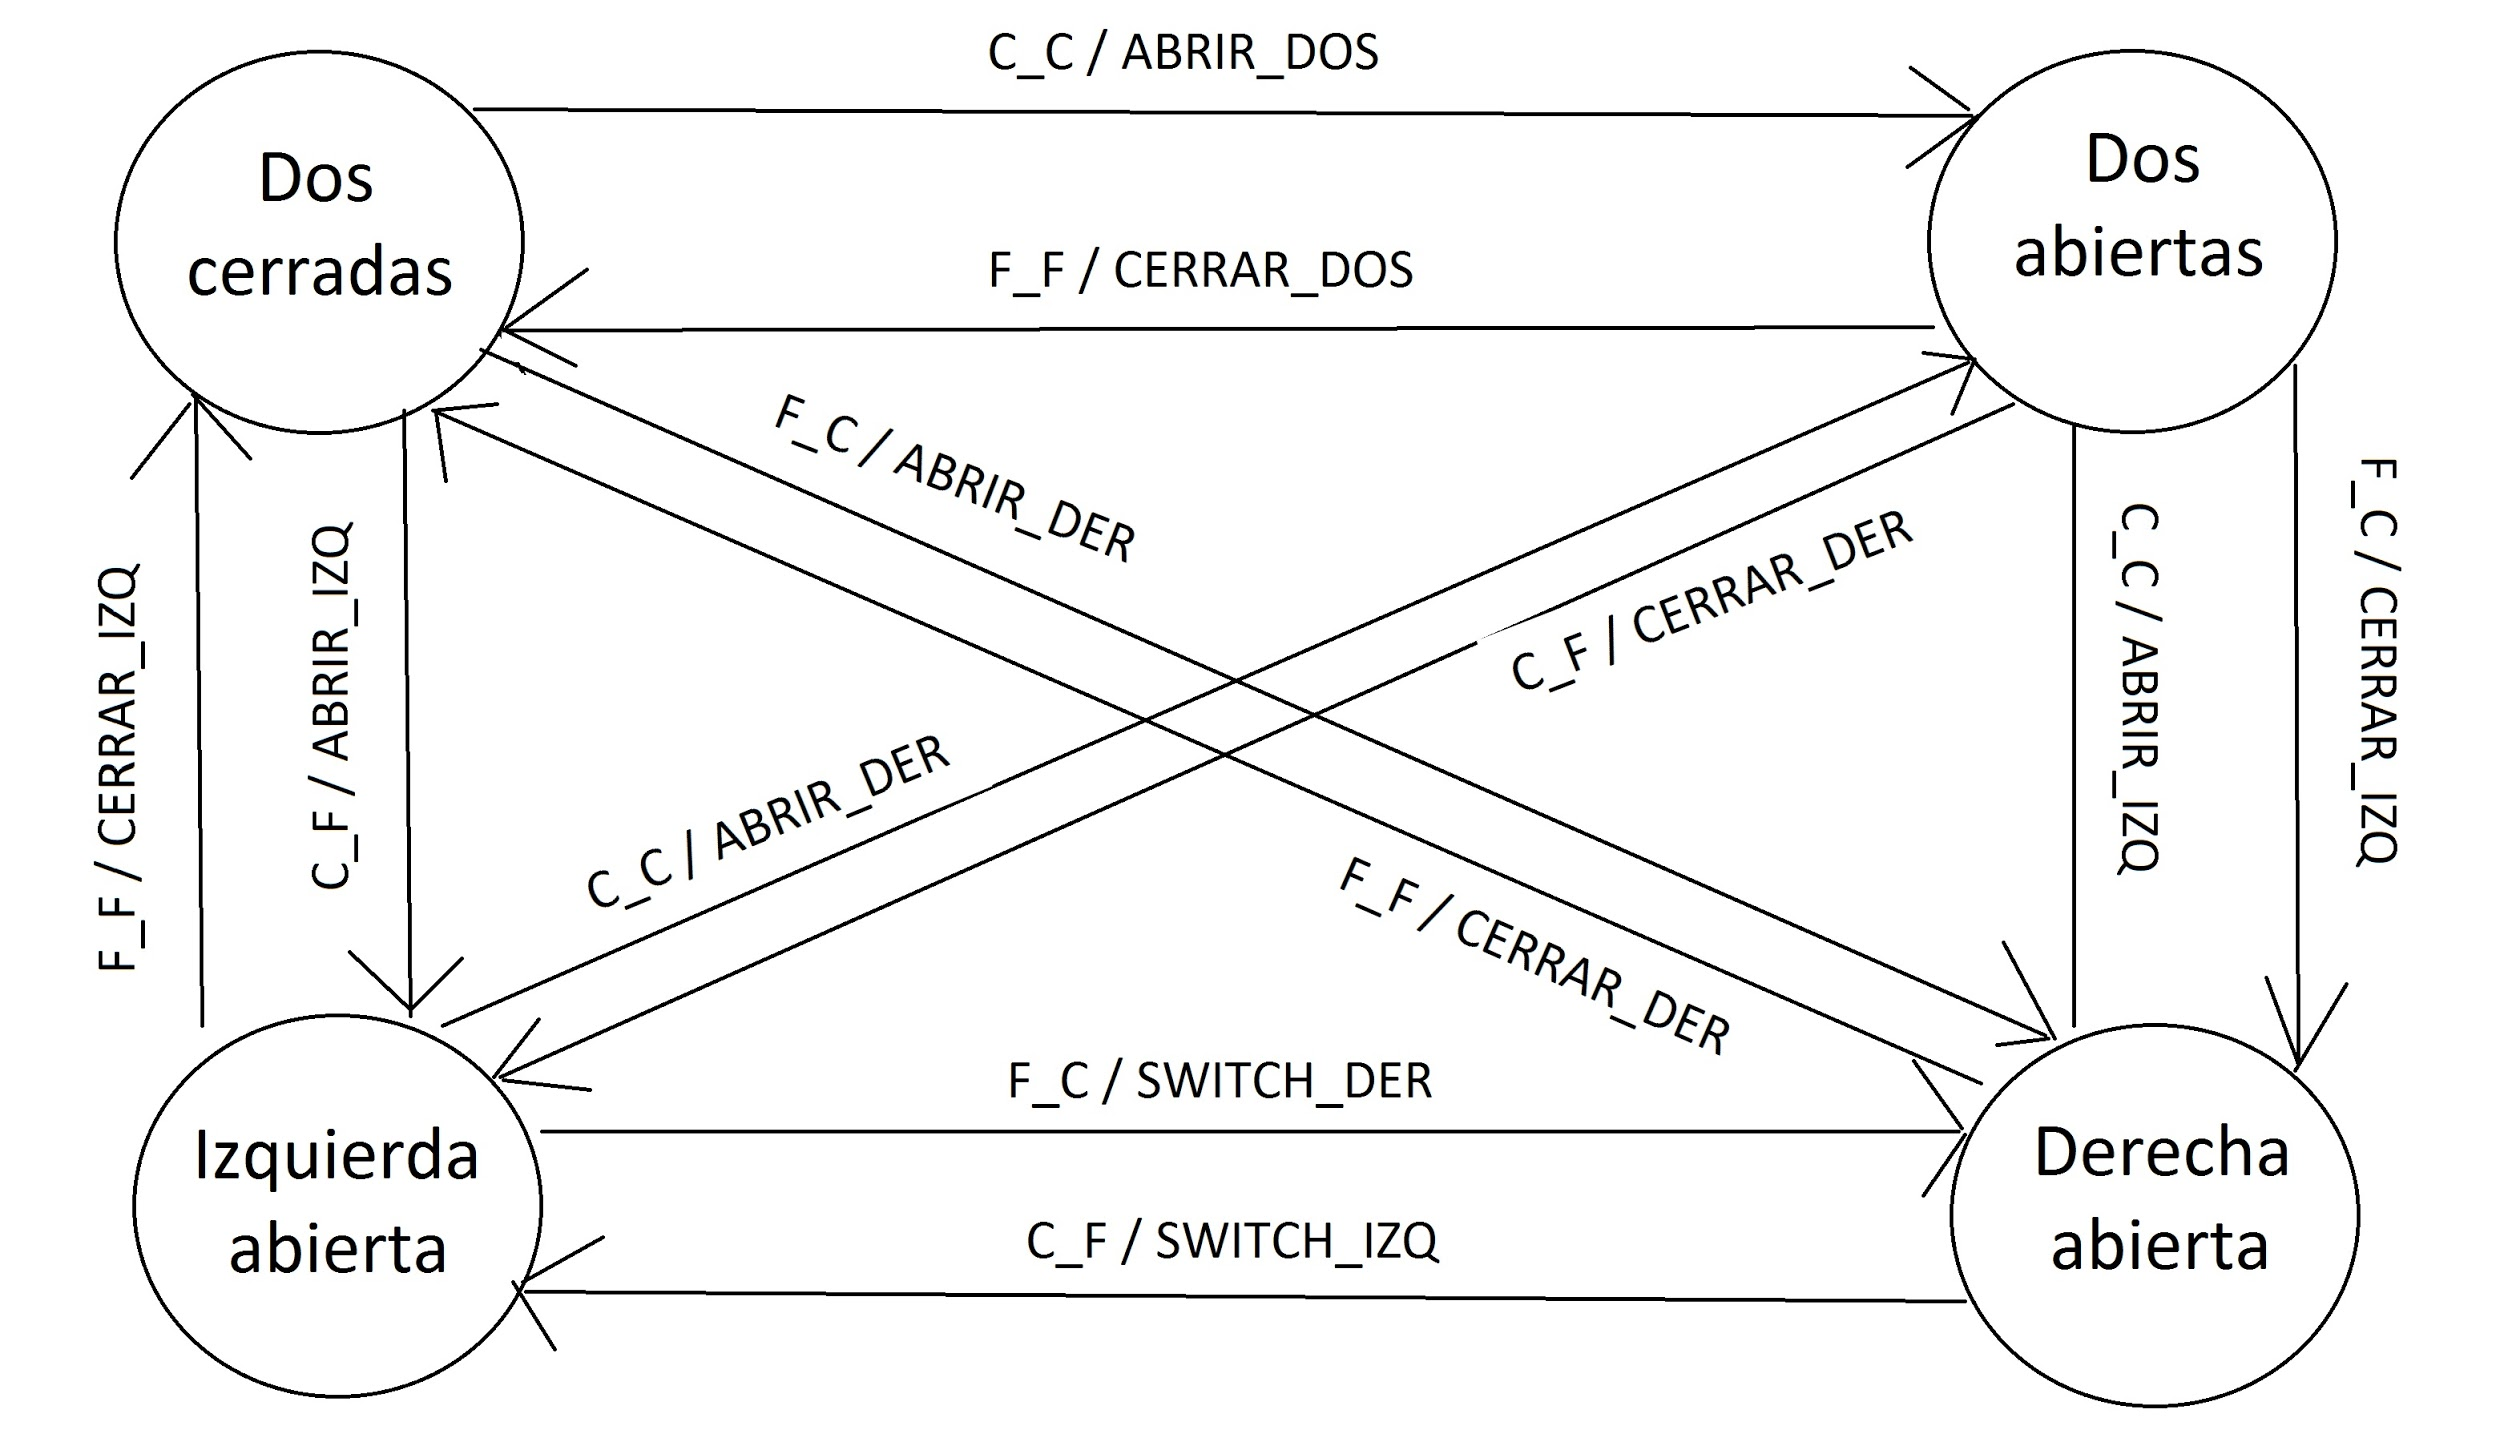 C_C / ABRIR_DOS
Dos
cerradas
Dos
abiertas
F_F / CERRAR_DOS
F_C / ABRIR_DER
C_F / CERRAR_DER
F_F / CERRAR_IZQ
C_F / ABRIR_IZQ
C_C / ABRIR_IZQ
F_C / CERRAR_IZQ
C_C / ABRIR_DER
F_F / CERRAR_DER
F_C / SWITCH_DER
Izquierda
abierta
Derecha
abierta
C_F / SWITCH_IZQ